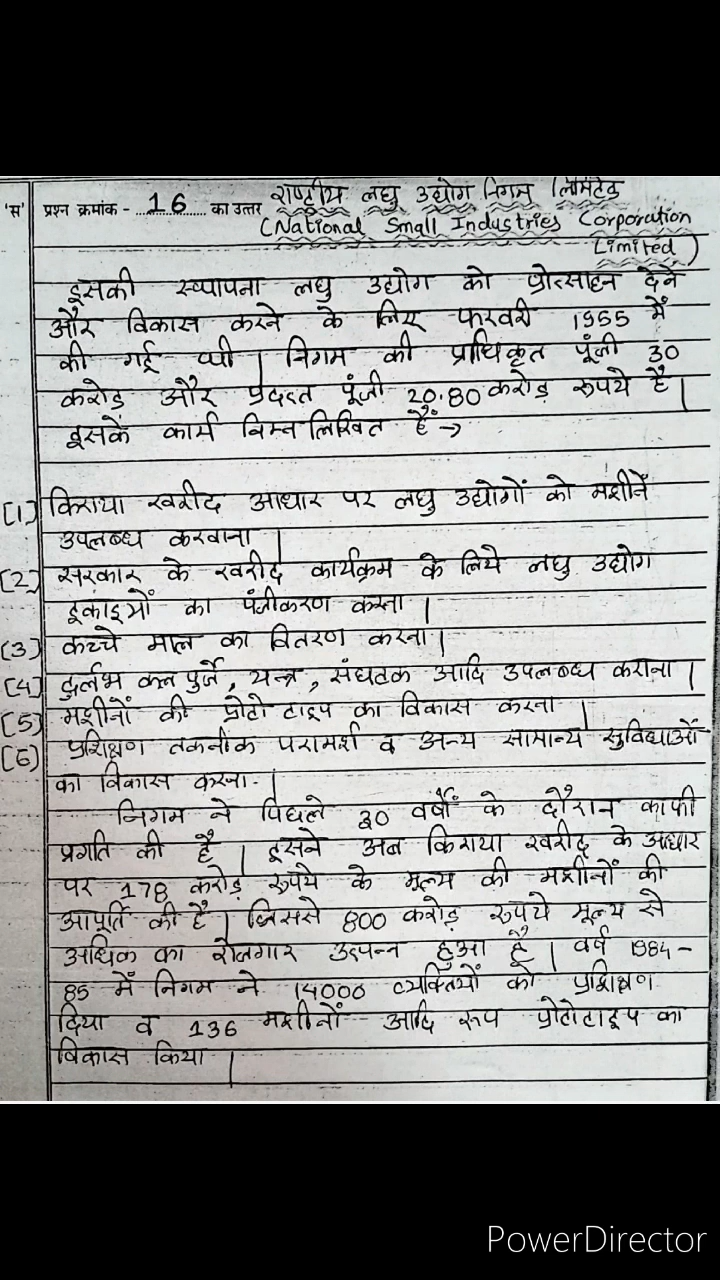 'स' प्रश्न क्रमांक - 16 का उत्तर राष्ट्रीय लघु उद्योग निगम लिमिटेड
(National Small Industries Corporation
Limited)
इसकी स्थापना लघु उद्योग को प्रोत्साहन देने
और विकास करने के लिए फरवरी 1955 में
की गई थी | निगम की प्राधिकृत पूंजी 30
करोड़ और प्रदत्त पूंजी 20.80 करोड़ रूपये है |
इसके कार्य निम्नलिखित हैं →
[1] किराया खरीद आधार पर लघु उद्योगों को मशीनें
उपलब्ध करवाना |
[2] सरकार के खरीद कार्यक्रम के लिये लघु उद्योग
इकाइयों का पंजीकरण करना |
[3] कच्चे माल का वितरण करना |
[4] दुर्लभ कल पुर्जे, यन्त्र, संघटक आदि उपलब्ध कराना |
[5] मशीनों की प्रोटो टाइप का विकास करना |
[6] प्रशिक्षण तकनीक परामर्श व अन्य सामान्य सुविधाओं
का विकास करना |
निगम ने पिछले 30 वर्षों के दौरान काफी
प्रगति की है | इसने अब किराया खरीद के आधार
पर 178 करोड़ रूपये के मूल्य की मशीनों की
आपूर्ति की है | जिससे 800 करोड़ रूपये मूल्य से
अधिक का रोजगार उत्पन्न हुआ है | वर्ष 1984-
85 में निगम ने 14000 व्यक्तियों को प्रशिक्षण
दिया व 136 मशीनों आदि रूप प्रोटोटाइप का
विकास किया |
PowerDirector